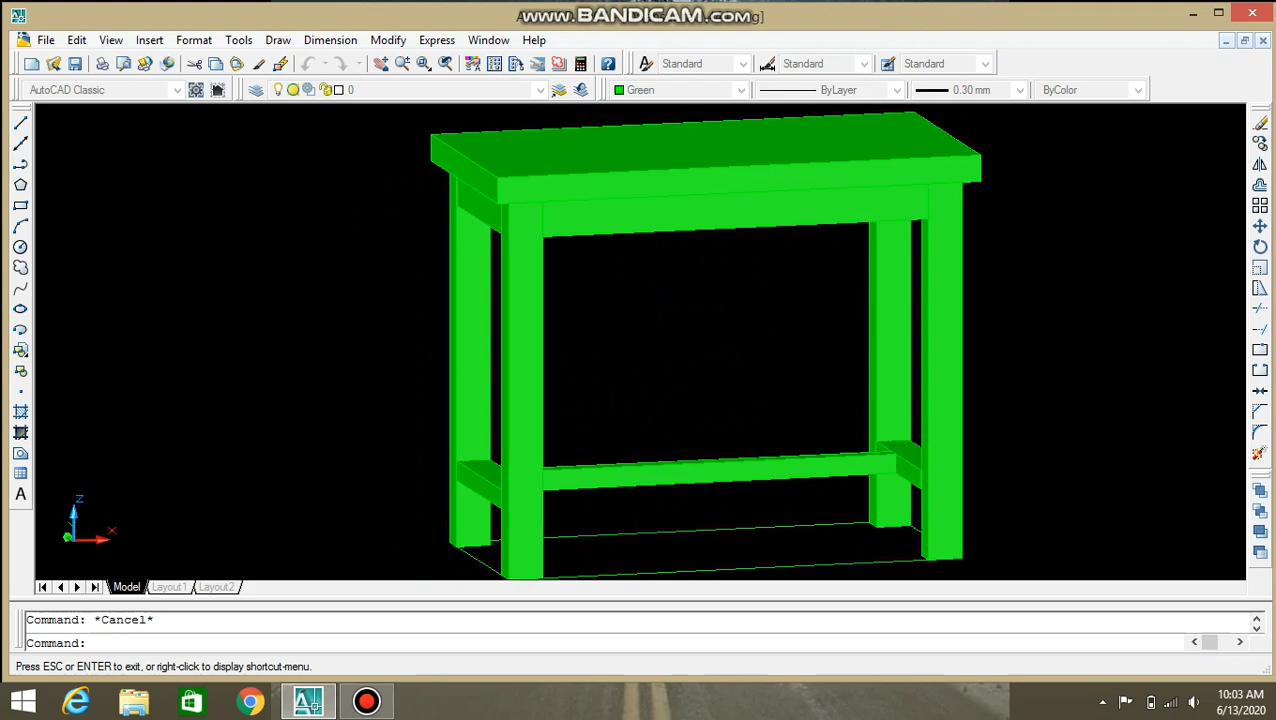 www.BANDICAM.com
File Edit View Insert Format Tools Draw Dimension Modify Express Window Help
Standard Standard Standard
AutoCAD Classic 0 Green ByLayer 0.30 mm ByColor
A
Z
X
Model Layout1 Layout2
Command: *Cancel*
Command:
Press ESC or ENTER to exit, or right-click to display shortcut-menu.
10:03 AM
6/13/2020